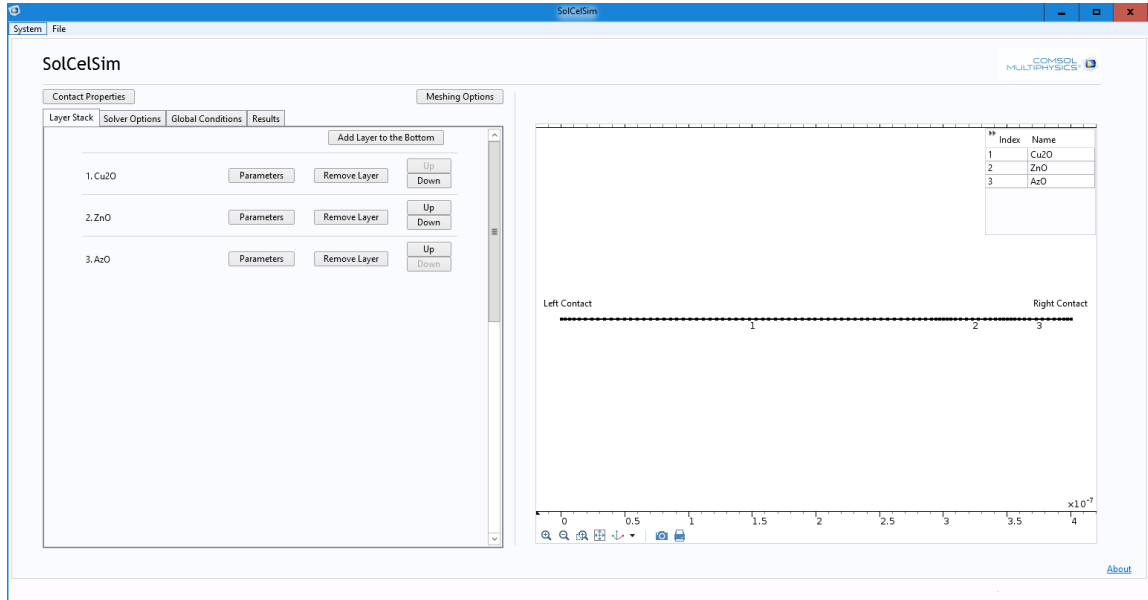 SolCelSim
System File
SolCelSim
COMSOL
MULTIPHYSICS®
Contact Properties
Meshing Options
Layer Stack Solver Options Global Conditions Results
Add Layer to the Bottom
1. Cu2O Parameters Remove Layer Up
Down
2. ZnO Parameters Remove Layer Up
Down
3. AzO Parameters Remove Layer Up
Down
Index Name
1 Cu2O
2 ZnO
3 AzO
Left Contact Right Contact
1 2 3
×10⁻⁷
0 0.5 1 1.5 2 2.5 3 3.5 4
About